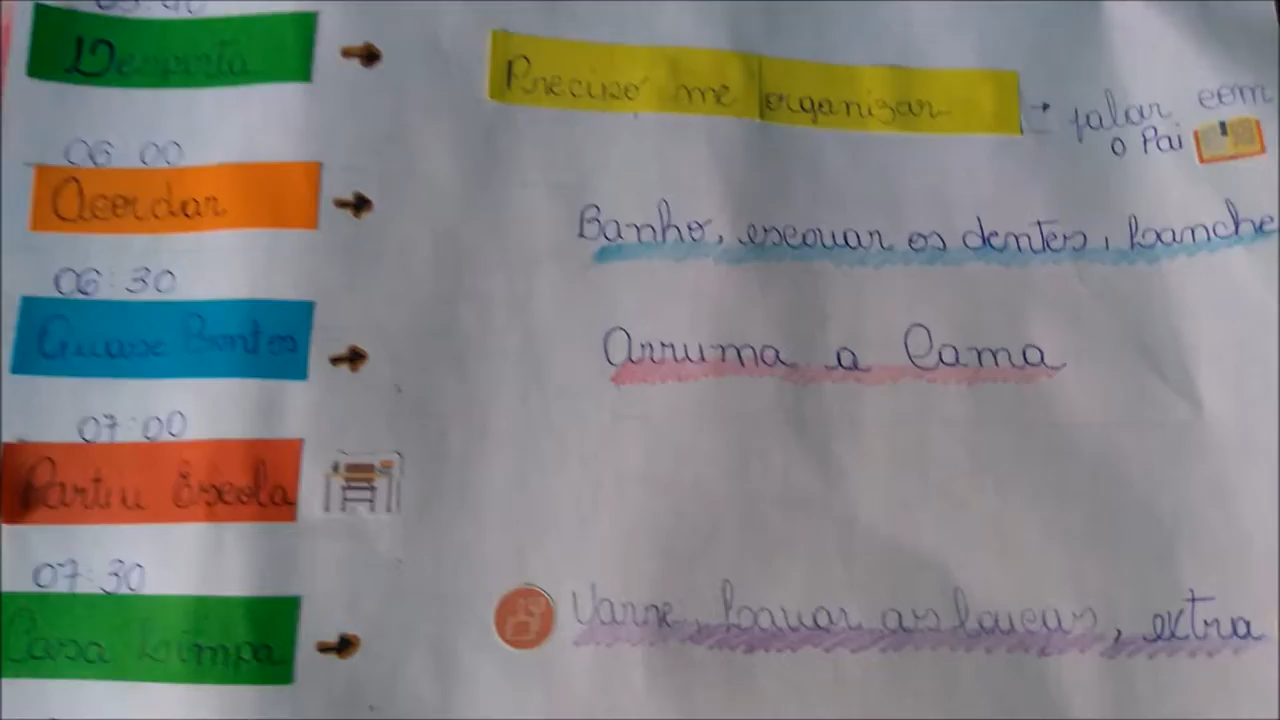 Desperta
Preciso me organizar
falar com
o Pai
06:00
Acordar
Banho, escovar os dentes, Lanche
06:30
Quase Prontos
Arruma a Cama
07:00
Partiu Escola
07:30
Casa Limpa
Varre, Lavar as louças, extra